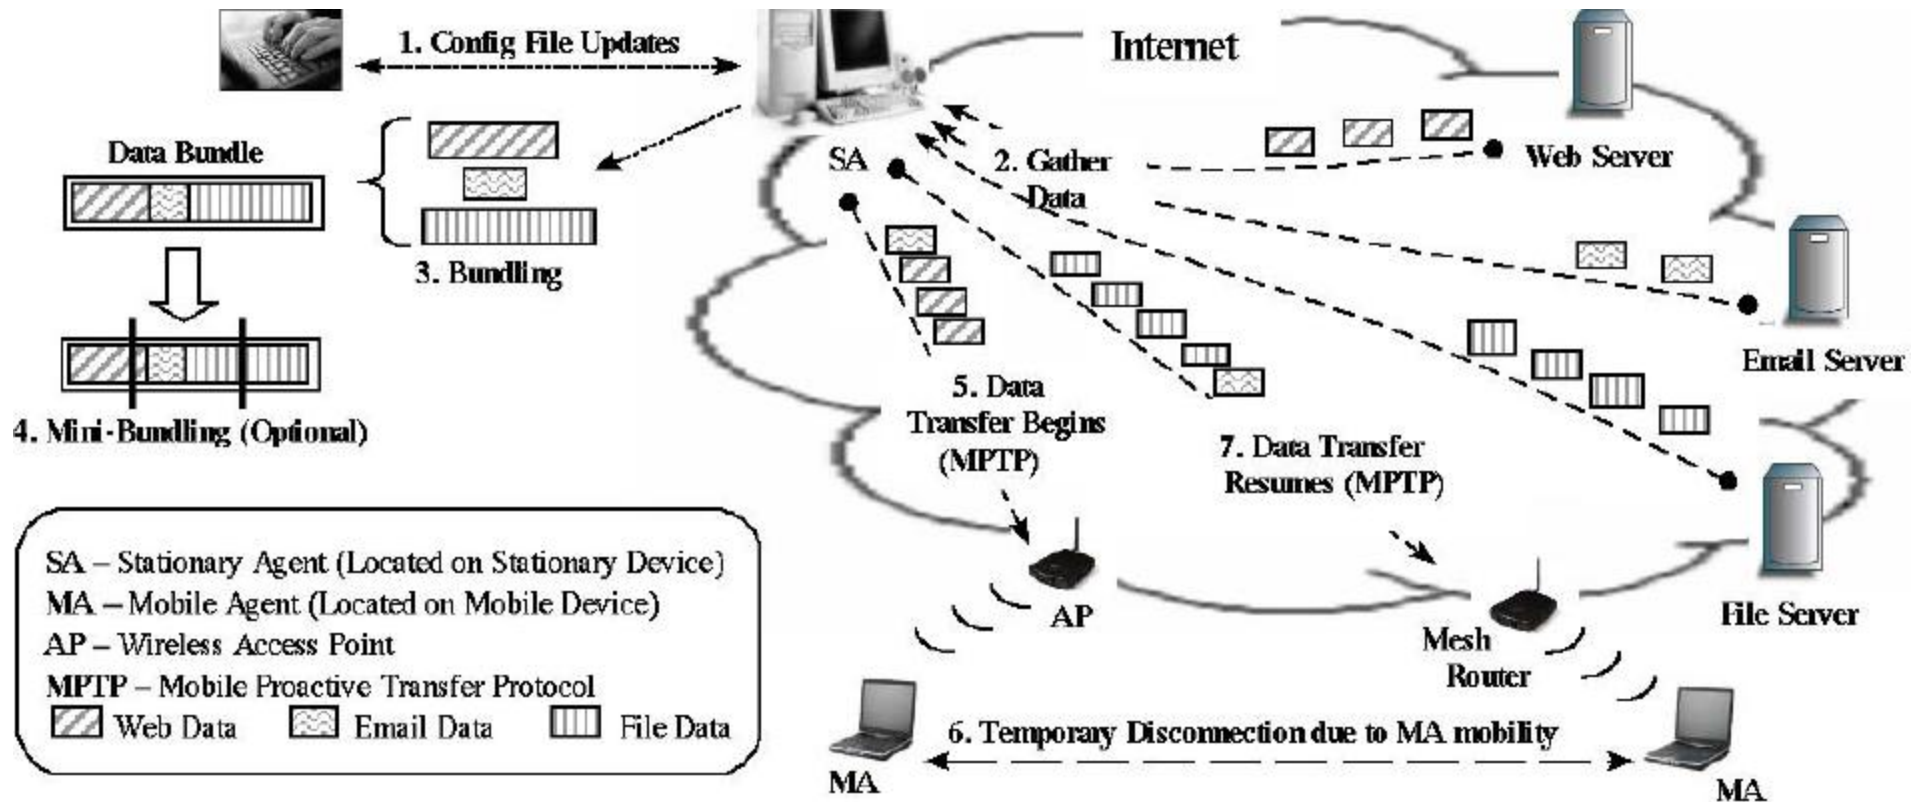 1. Config File Updates
Internet
Data Bundle
SA
2. Gather
Data
Web Server
3. Bundling
Email Server
4. Mini-Bundling (Optional)
5. Data
Transfer Begins
(MPTP)
7. Data Transfer
Resumes (MPTP)
File Server
AP
Mesh
Router
6. Temporary Disconnection due to MA mobility
MA
MA
SA – Stationary Agent (Located on Stationary Device)
MA – Mobile Agent (Located on Mobile Device)
AP – Wireless Access Point
MPTP – Mobile Proactive Transfer Protocol
Web Data Email Data File Data